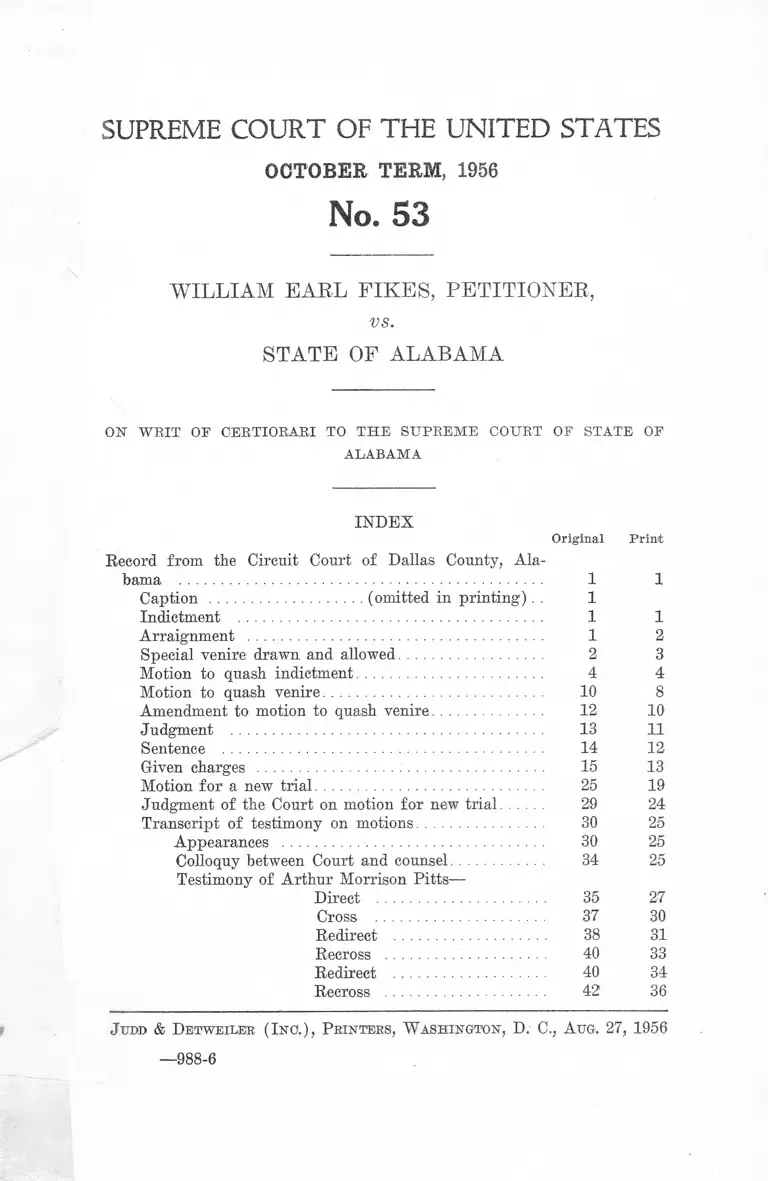 SUPREME COURT OF THE UNITED STATES
OCTOBER TERM, 1956
No. 53
WILLIAM EARL FIKES, PETITIONER,
vs.
STATE OF ALABAMA
ON WRIT OF CERTIORARI TO THE SUPREME COURT OF STATE OF
ALABAMA
INDEX
Original Print
Record from the Circuit Court of Dallas County, Ala-
bama .......................................... 1 1
Caption ..................(omitted in printing).. 1
Indictment .................................... 1 1
Arraignment ................................... 1 2
Special venire drawn and allowed................. 2 3
Motion to quash indictment...................... 4 4
Motion to quash venire.......................... 10 8
Amendment to motion to quash venire............. 12 10
Judgment ..................................... 13 11
Sentence ...................................... 14 12
Given charges .................................. 15 13
Motion for a new trial........................... 25 19
Judgment of the Court on motion for new trial...... 29 24
Transcript of testimony on motions............... 30 25
Appearances ............................... 30 25
Colloquy between Court and counsel............ 34 25
Testimony of Arthur Morrison Pitts—
Direct .................... 35 27
Cross .................... 37 30
Redirect .................. 38 31
Recross ................... 40 33
Redirect .................. 40 34
Recross ................... 42 36
JUDD & DETWEILER (INC.), PRINTERS, WASHINGTON, D. C., AUG. 27, 1956
—988-6